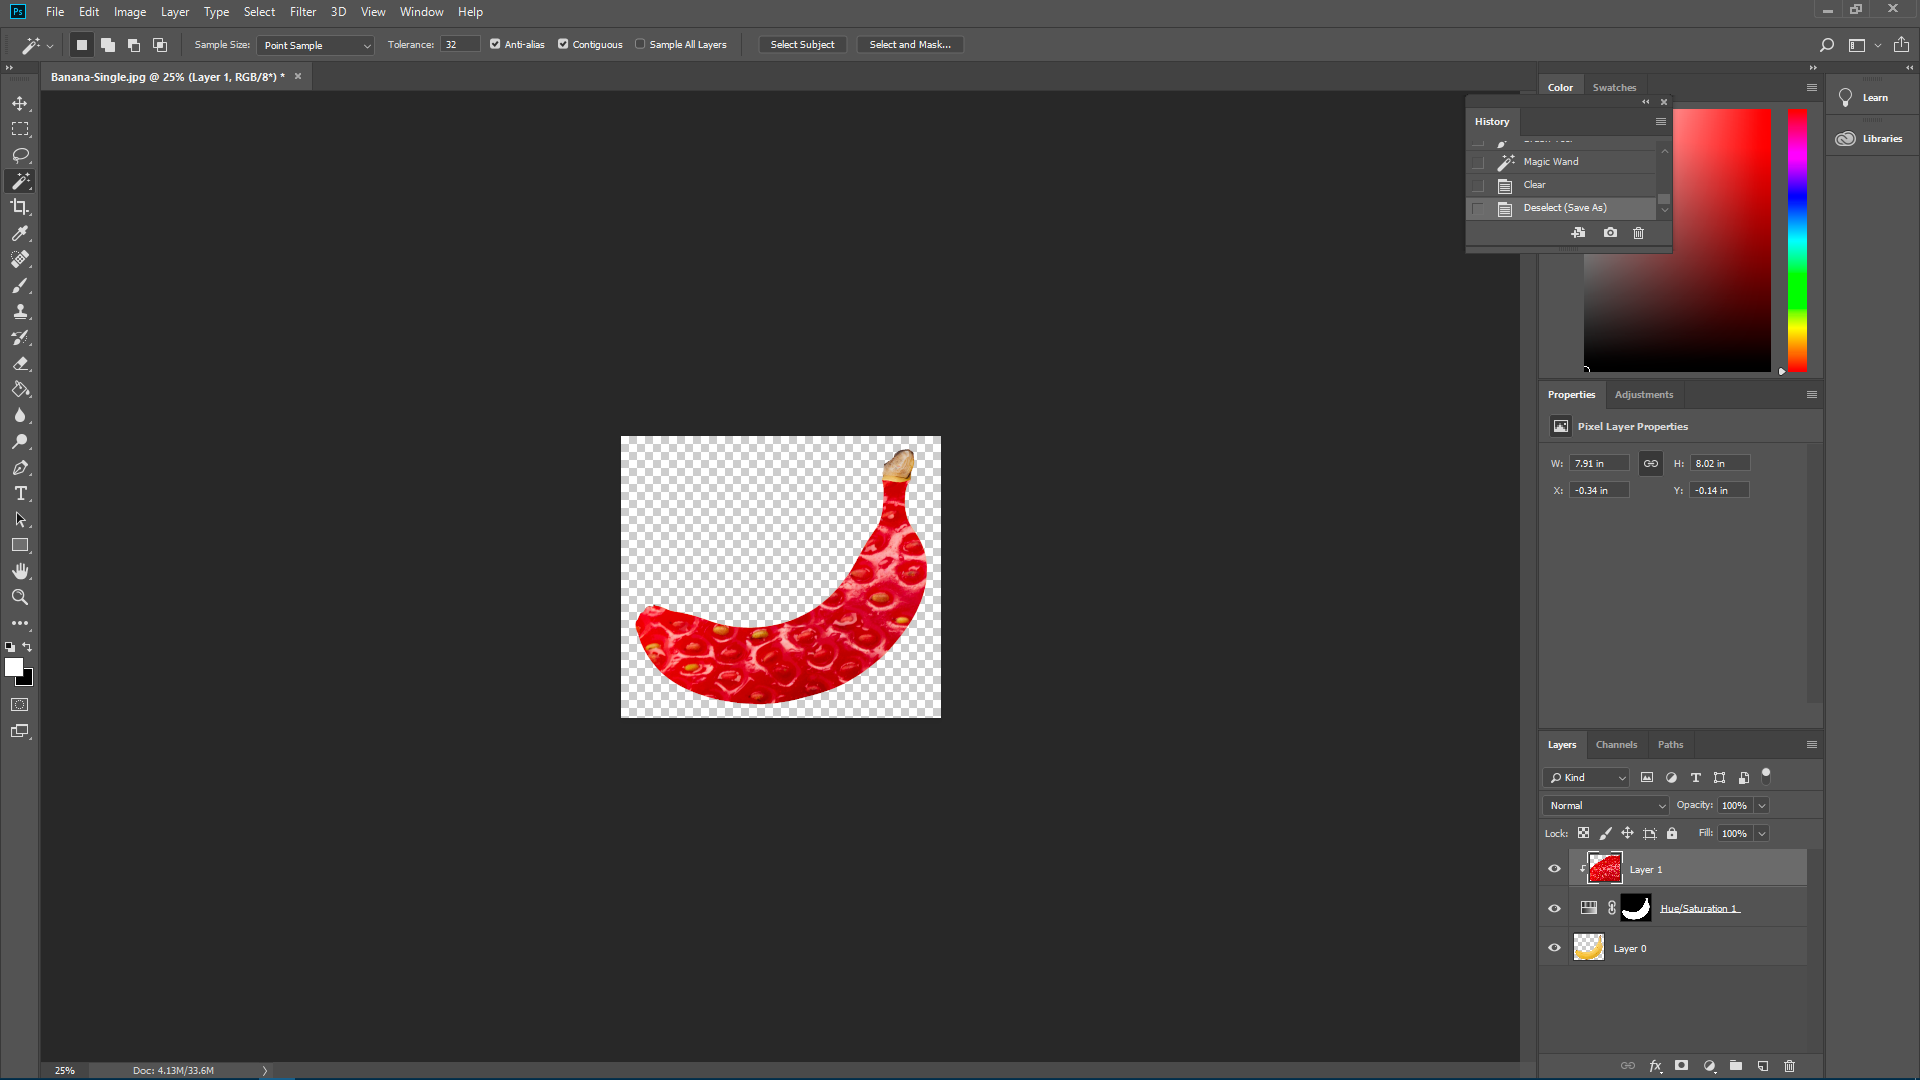 Ps File Edit Image Layer Type Select Filter 3D View Window Help
Sample Size: Point Sample Tolerance: 32 Anti-alias Contiguous Sample All Layers Select Subject Select and Mask...
Banana-Single.jpg @ 25% (Layer 1, RGB/8*) *
Color Swatches
Learn
Libraries
History
Magic Wand
Clear
Deselect (Save As)
Properties Adjustments
Pixel Layer Properties
W: 7.91 in H: 8.02 in
X: -0.34 in Y: -0.14 in
Layers Channels Paths
Kind
Normal Opacity: 100%
Lock: Fill: 100%
Layer 1
Hue/Saturation 1
Layer 0
fx
25% Doc: 4.13M/33.6M